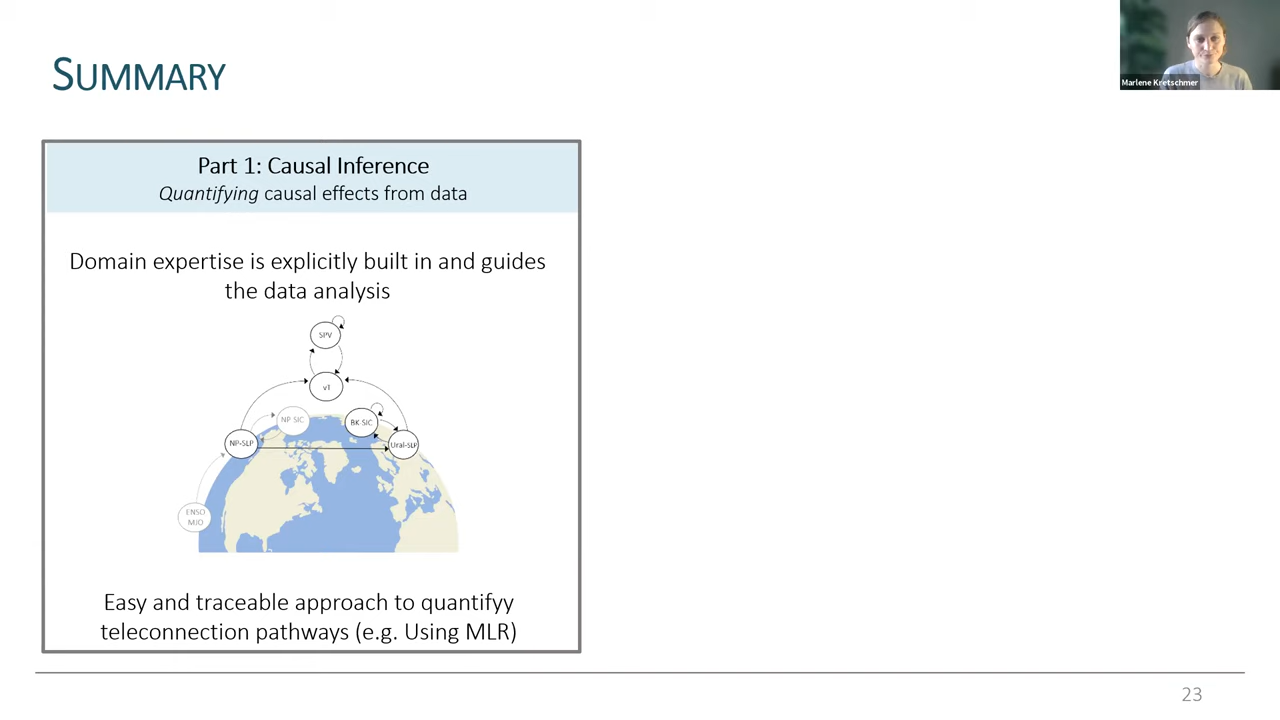 SUMMARY
Marlene Kretschmer
Part 1: Causal Inference
Quantifying causal effects from data
Domain expertise is explicitly built in and guides
the data analysis
SPV
vT
NP-SIC
BK-SIC
NP-SLP
Ural-SLP
ENSO
MJO
Easy and traceable approach to quantifyy
teleconnection pathways (e.g. Using MLR)
23